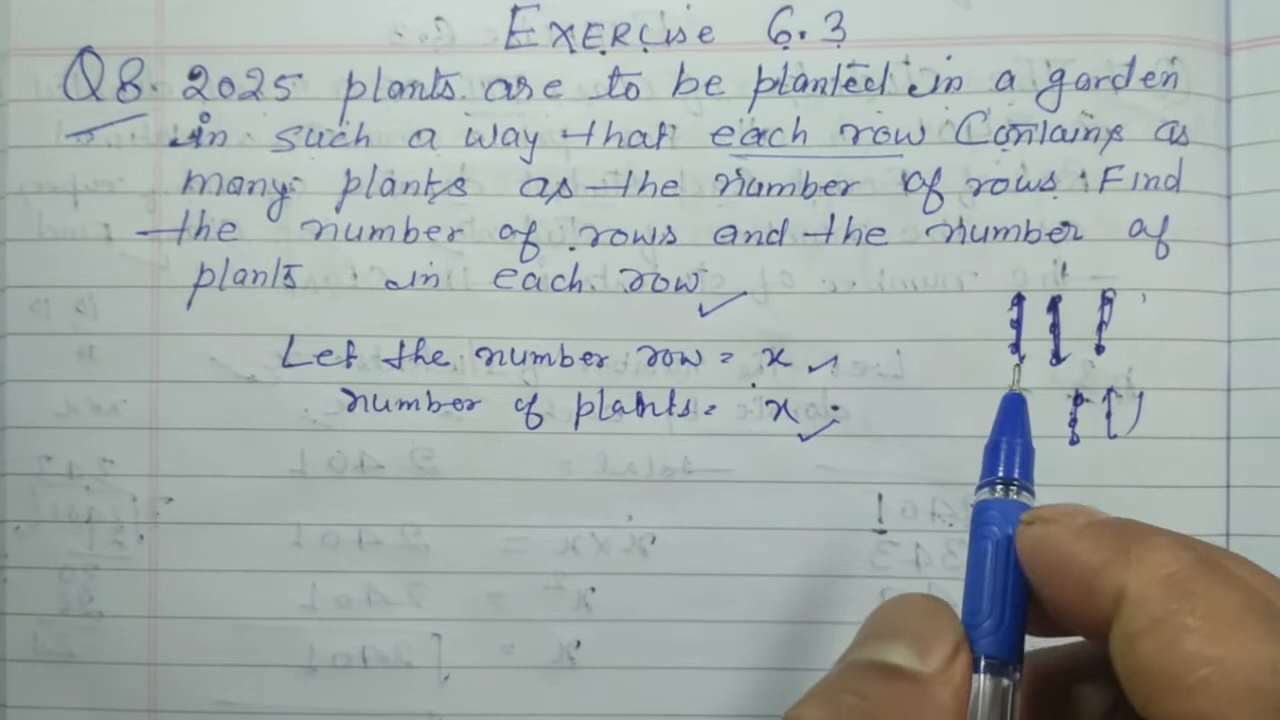 EXERCise 6.3
Q8. 2025 plants are to be planted in a garden
in such a way that each row Contains as
many plants as the number of rows. Find
the number of rows and the number of
plants in each row
Let the number row = x
number of plants = x